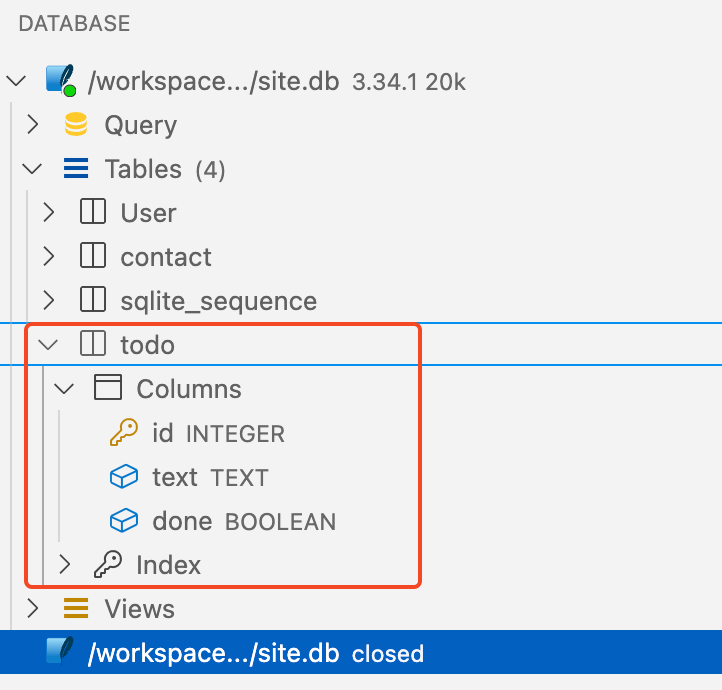 DATABASE
/workspace.../site.db 3.34.1 20k
Query
Tables (4)
User
contact
sqlite_sequence
todo
Columns
id INTEGER
text TEXT
done BOOLEAN
Index
Views
/workspace.../site.db closed